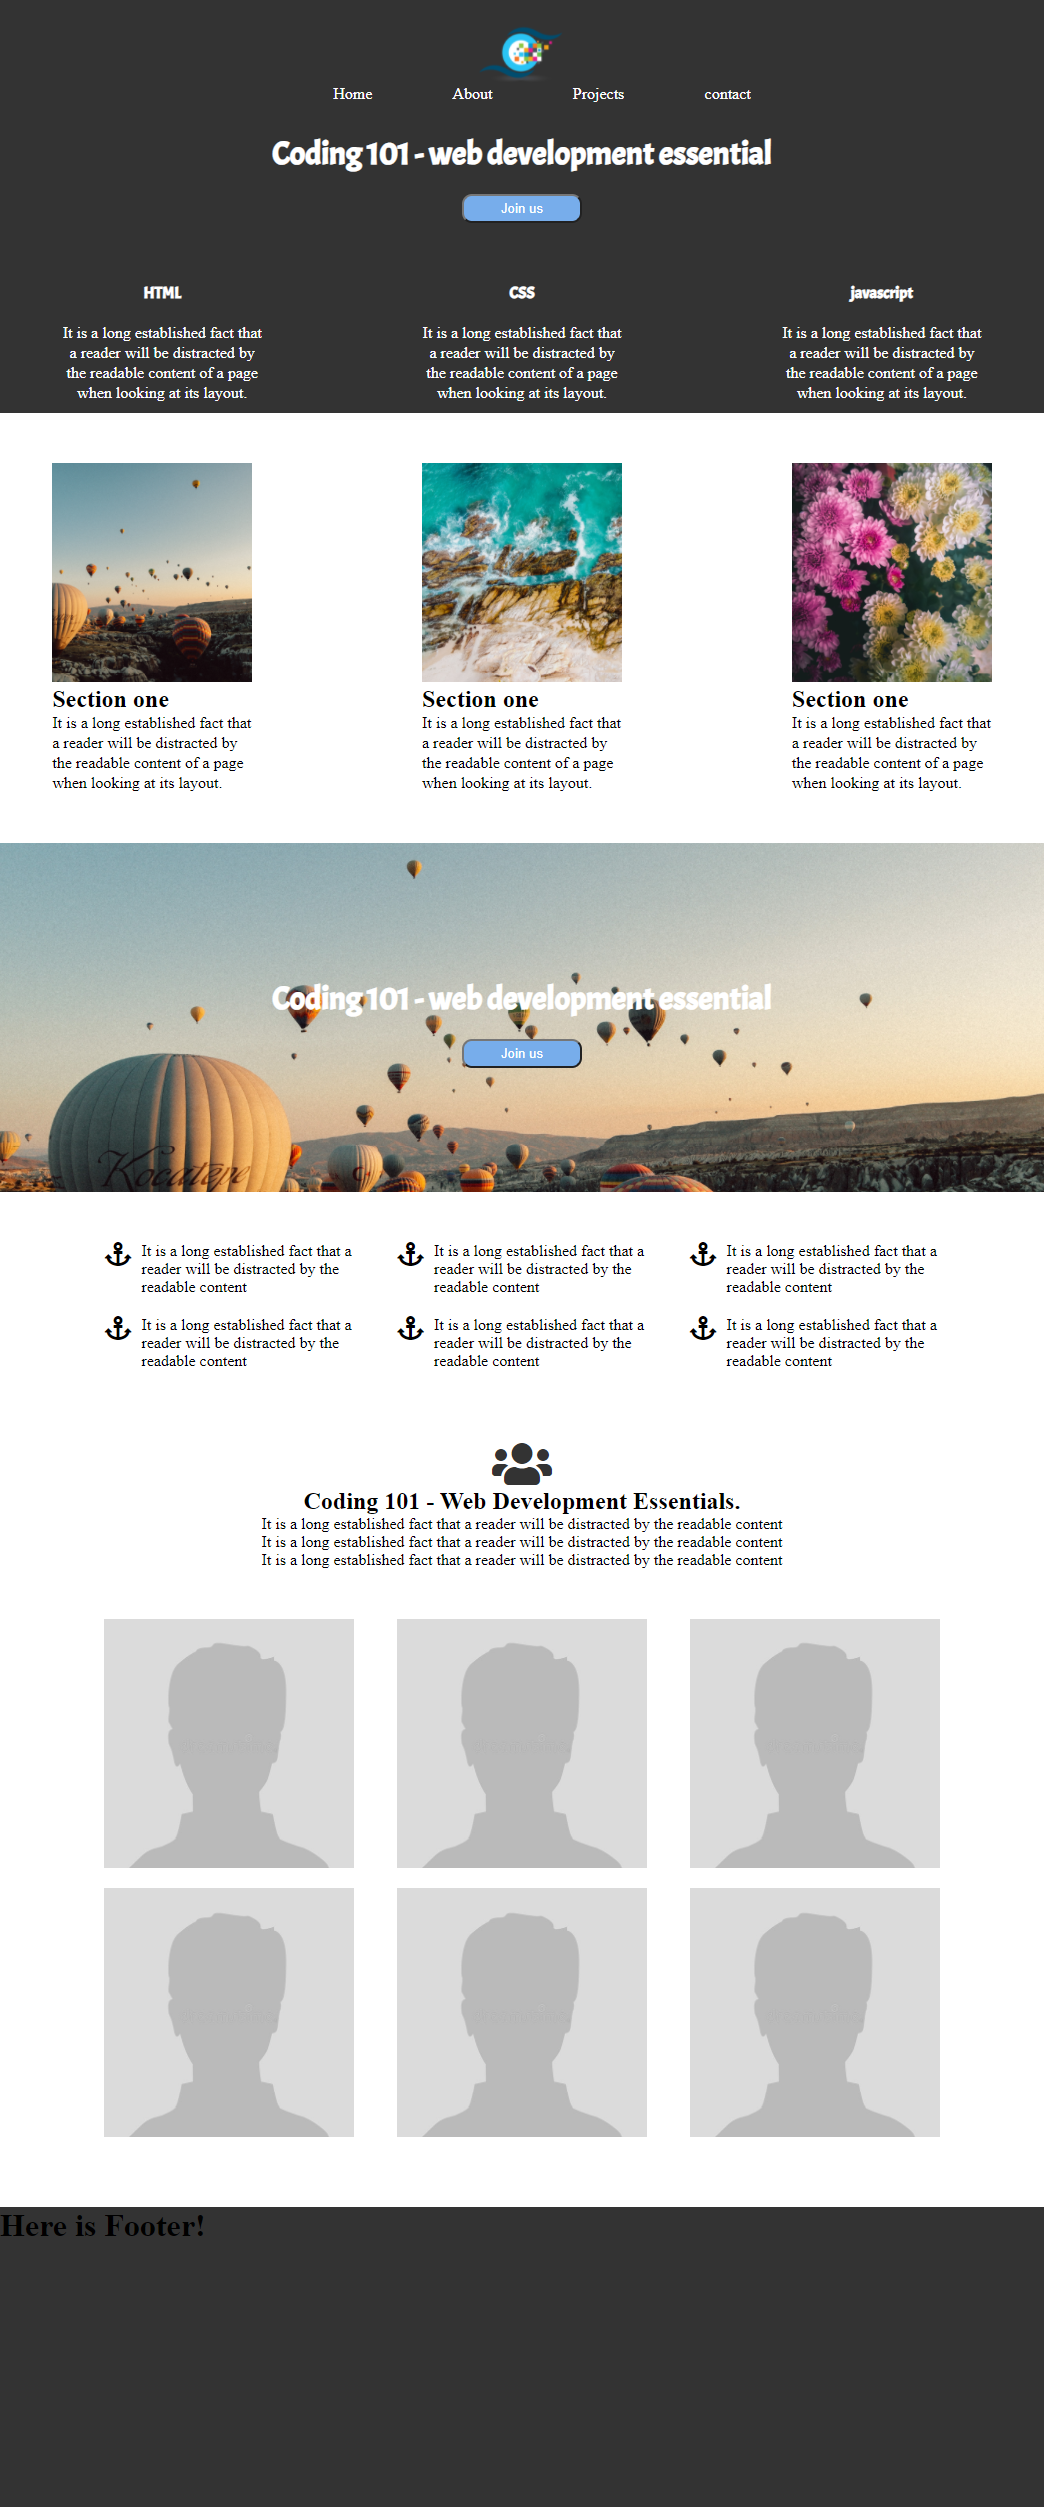 Home About Projects contact
Coding 101 - web development essential
Join us
HTML
It is a long established fact that
a reader will be distracted by
the readable content of a page
when looking at its layout.
CSS
It is a long established fact that
a reader will be distracted by
the readable content of a page
when looking at its layout.
javascript
It is a long established fact that
a reader will be distracted by
the readable content of a page
when looking at its layout.
Section one
It is a long established fact that
a reader will be distracted by
the readable content of a page
when looking at its layout.
Section one
It is a long established fact that
a reader will be distracted by
the readable content of a page
when looking at its layout.
Section one
It is a long established fact that
a reader will be distracted by
the readable content of a page
when looking at its layout.
Coding 101 - web development essential
Join us
Kocatepe
It is a long established fact that a
reader will be distracted by the
readable content
It is a long established fact that a
reader will be distracted by the
readable content
It is a long established fact that a
reader will be distracted by the
readable content
It is a long established fact that a
reader will be distracted by the
readable content
It is a long established fact that a
reader will be distracted by the
readable content
It is a long established fact that a
reader will be distracted by the
readable content
Coding 101 - Web Development Essentials.
It is a long established fact that a reader will be distracted by the readable content
It is a long established fact that a reader will be distracted by the readable content
It is a long established fact that a reader will be distracted by the readable content
Here is Footer!